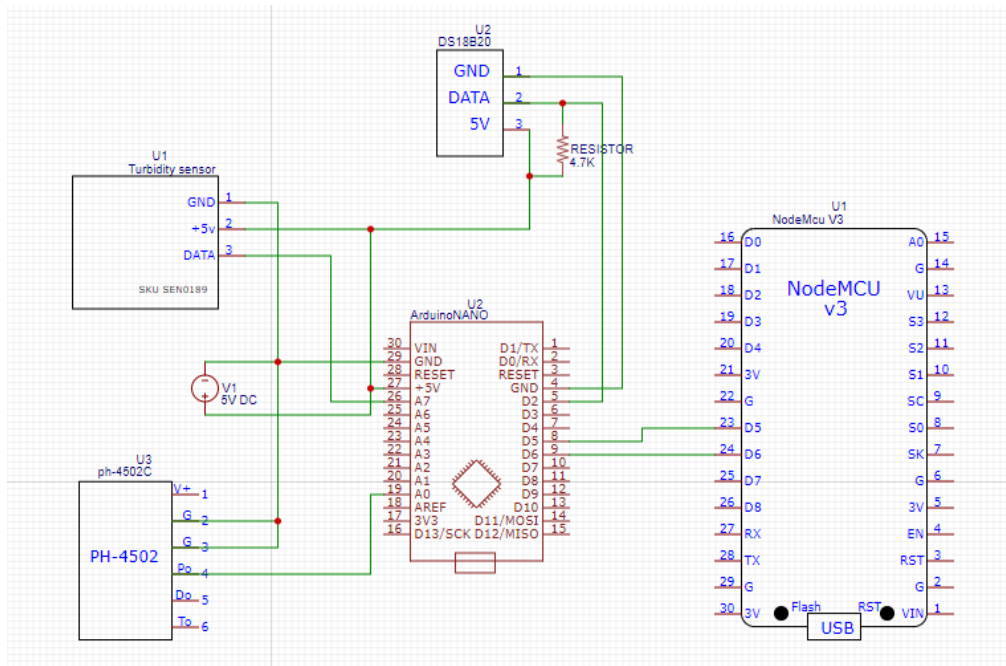 U2
DS18B20
GND 1
DATA 2
5V 3
RESISTOR
4.7K
U1
Turbidity sensor
GND 1
+5v 2
DATA 3
SKU SEN0189
U2
ArduinoNANO
30 VIN D1/TX 1
29 GND D0/RX 2
28 RESET RESET 3
27 +5V GND 4
26 A7 D2 5
25 A6 D3 6
24 A5 D4 7
23 A4 D5 8
22 A3 D6 9
21 A2 D7 10
20 A1 D8 11
19 A0 D9 12
18 AREF D10 13
17 3V3 D11/MOSI 14
16 D13/SCK D12/MISO 15
V1
5V DC
U3
ph-4502C
PH-4502
V+ 1
G 2
G 3
Po 4
Do 5
To 6
U1
NodeMcu V3
NodeMCU
v3
16 D0 A0 15
17 D1 G 14
18 D2 VU 13
19 D3 S3 12
20 D4 S2 11
21 3V S1 10
22 G SC 9
23 D5 S0 8
24 D6 SK 7
25 D7 G 6
26 D8 3V 5
27 RX EN 4
28 TX RST 3
29 G G 2
30 3V Flash RST VIN 1
USB